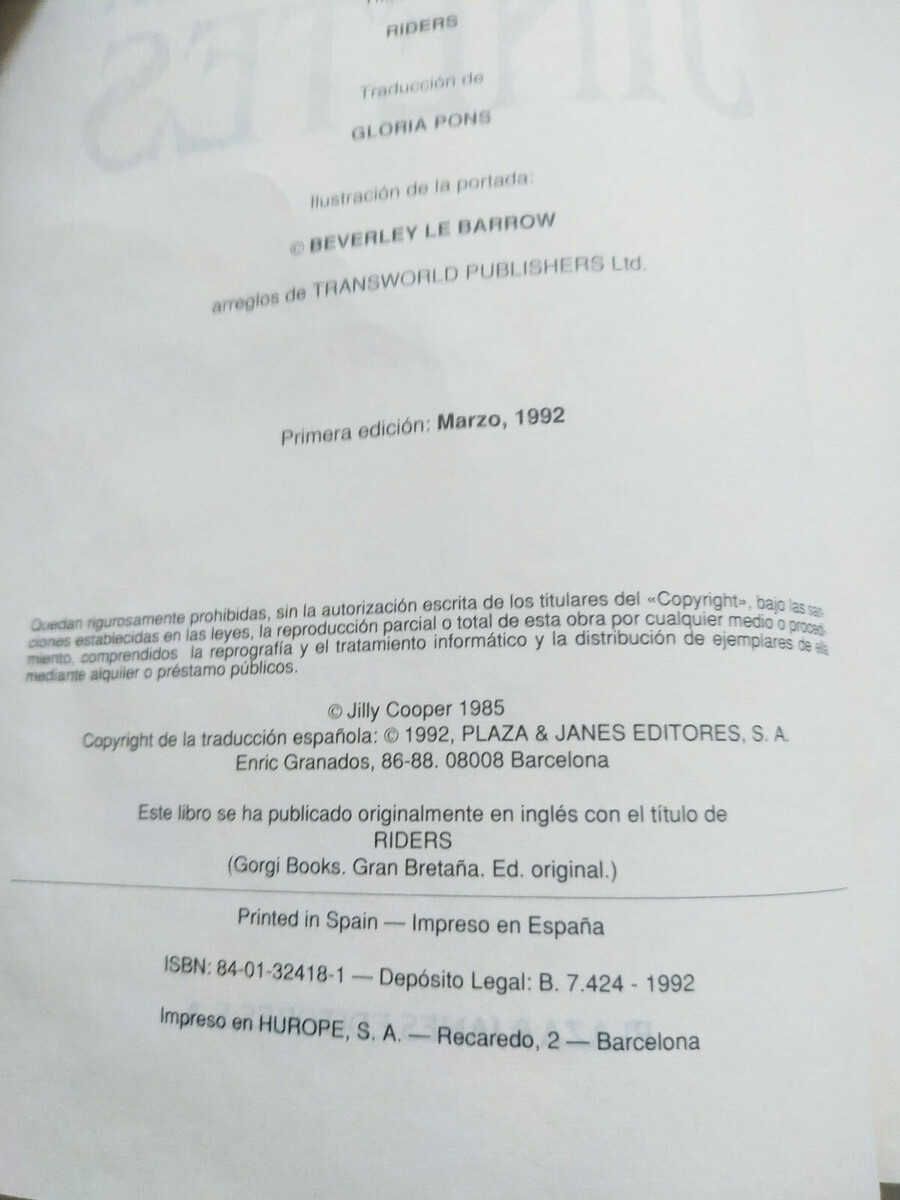 RIDERS
Traducción de
GLORIA PONS
Ilustración de la portada:
© BEVERLEY LE BARROW
arreglos de TRANSWORLD PUBLISHERS Ltd.
Primera edición: Marzo, 1992
Quedan rigurosamente prohibidas, sin la autorización escrita de los titulares del «Copyright», bajo las san-
ciones establecidas en las leyes, la reproducción parcial o total de esta obra por cualquier medio o procedi-
miento, comprendidos la reprografía y el tratamiento informático y la distribución de ejemplares de ella
mediante alquiler o préstamo públicos.
© Jilly Cooper 1985
Copyright de la traducción española: © 1992, PLAZA & JANES EDITORES, S. A.
Enric Granados, 86-88. 08008 Barcelona
Este libro se ha publicado originalmente en inglés con el título de
RIDERS
(Gorgi Books. Gran Bretaña. Ed. original.)
Printed in Spain — Impreso en España
ISBN: 84-01-32418-1 — Depósito Legal: B. 7.424 - 1992
Impreso en HUROPE, S. A. — Recaredo, 2 — Barcelona